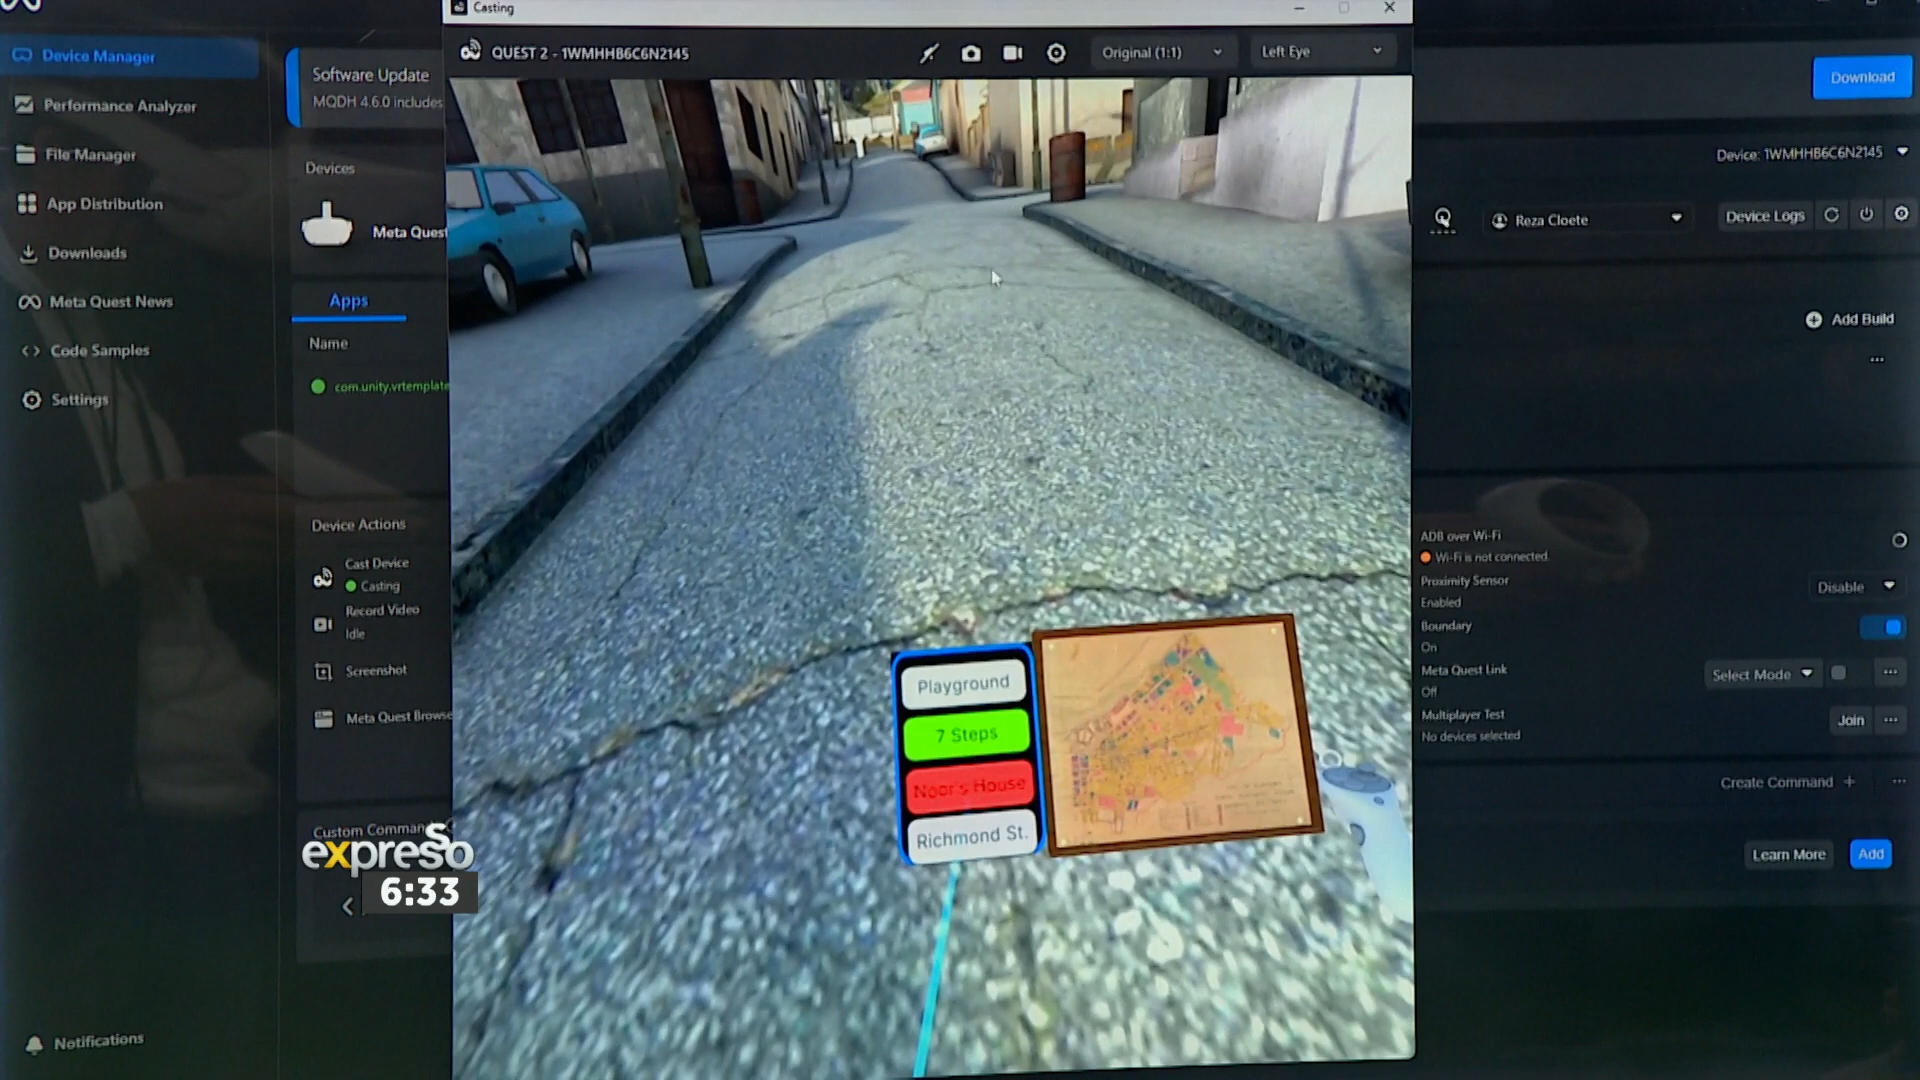 Casting
QUEST 2 - 1WMHHB6C6N2145
Original (1:1)
Left Eye
Device Manager
Performance Analyzer
File Manager
App Distribution
Downloads
Meta Quest News
Code Samples
Settings
Notifications
Software Update
MQDH 4.6.0 includes
Devices
Meta Quest
Apps
Name
com.unity.vrtemplate
Device Actions
Cast Device
Casting
Record Video
Idle
Screenshot
Meta Quest Browse
Custom Comman
expresso
6:33
Playground
7 Steps
Noor's House
Richmond St.
Download
Device: 1WMHHB6C6N2145
Reza Cloete
Device Logs
Add Build
ADB over Wi-Fi
Wi-Fi is not connected.
Proximity Sensor
Enabled
Disable
Boundary
On
Meta Quest Link
Off
Select Mode
Multiplayer Test
No devices selected
Join
Create Command +
Learn More
Add